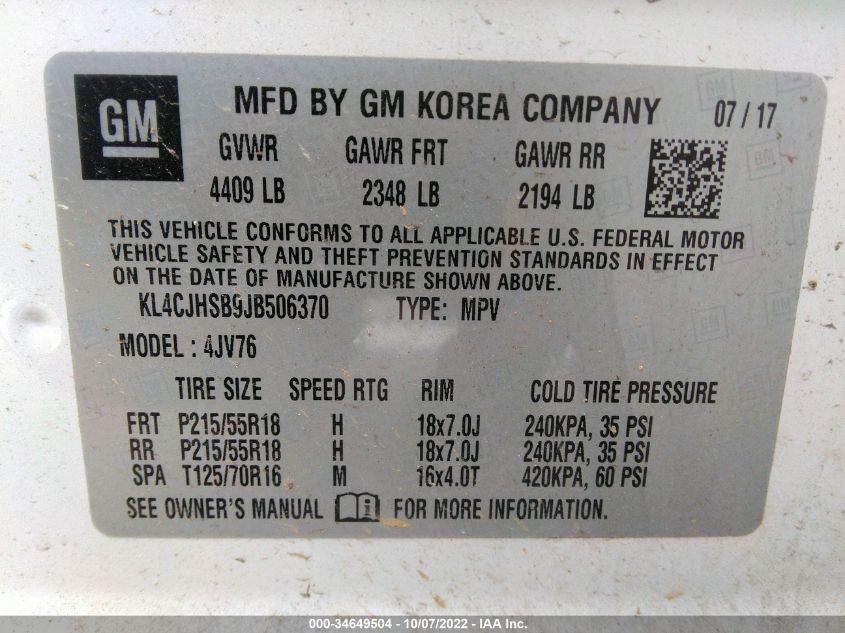 GM
MFD BY GM KOREA COMPANY 07 / 17
GVWR GAWR FRT GAWR RR
4409 LB 2348 LB 2194 LB
THIS VEHICLE CONFORMS TO ALL APPLICABLE U.S. FEDERAL MOTOR
VEHICLE SAFETY AND THEFT PREVENTION STANDARDS IN EFFECT
ON THE DATE OF MANUFACTURE SHOWN ABOVE.
KL4CJHSB9JB506370 TYPE: MPV
MODEL : 4JV76
TIRE SIZE SPEED RTG RIM COLD TIRE PRESSURE
FRT P215/55R18 H 18x7.0J 240KPA, 35 PSI
RR P215/55R18 H 18x7.0J 240KPA, 35 PSI
SPA T125/70R16 M 16x4.0T 420KPA, 60 PSI
SEE OWNER'S MANUAL FOR MORE INFORMATION.
000-34649504 - 10/07/2022 - IAA Inc.